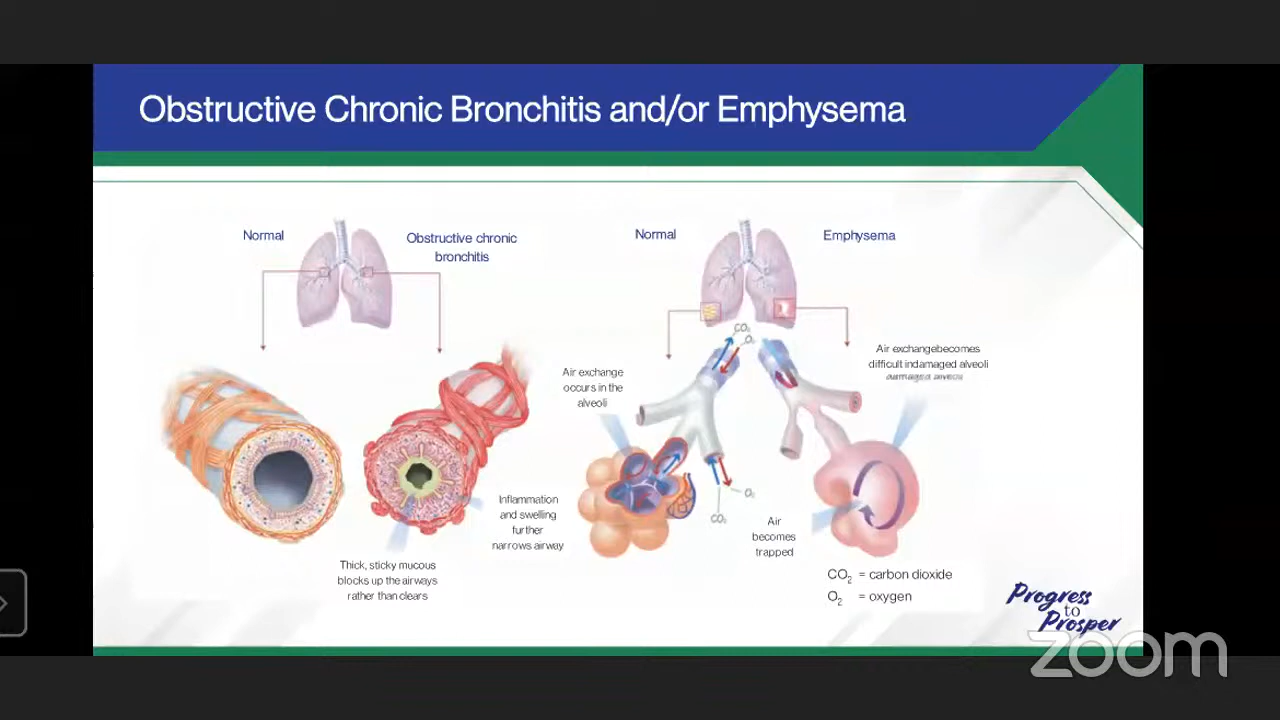 Obstructive Chronic Bronchitis and/or Emphysema
Normal
Obstructive chronic
bronchitis
Thick, sticky mucous
blocks up the airways
rather than clears
Inflammation
and swelling
further
narrows airway
Normal
Emphysema
CO2
O2
Air exchange
occurs in the
alveoli
Air exchangebecomes
difficult indamaged alveoli
damaged alveoli
O2
CO2
Air
becomes
trapped
CO2 = carbon dioxide
O2 = oxygen
Progress
to
Prosper
zoom